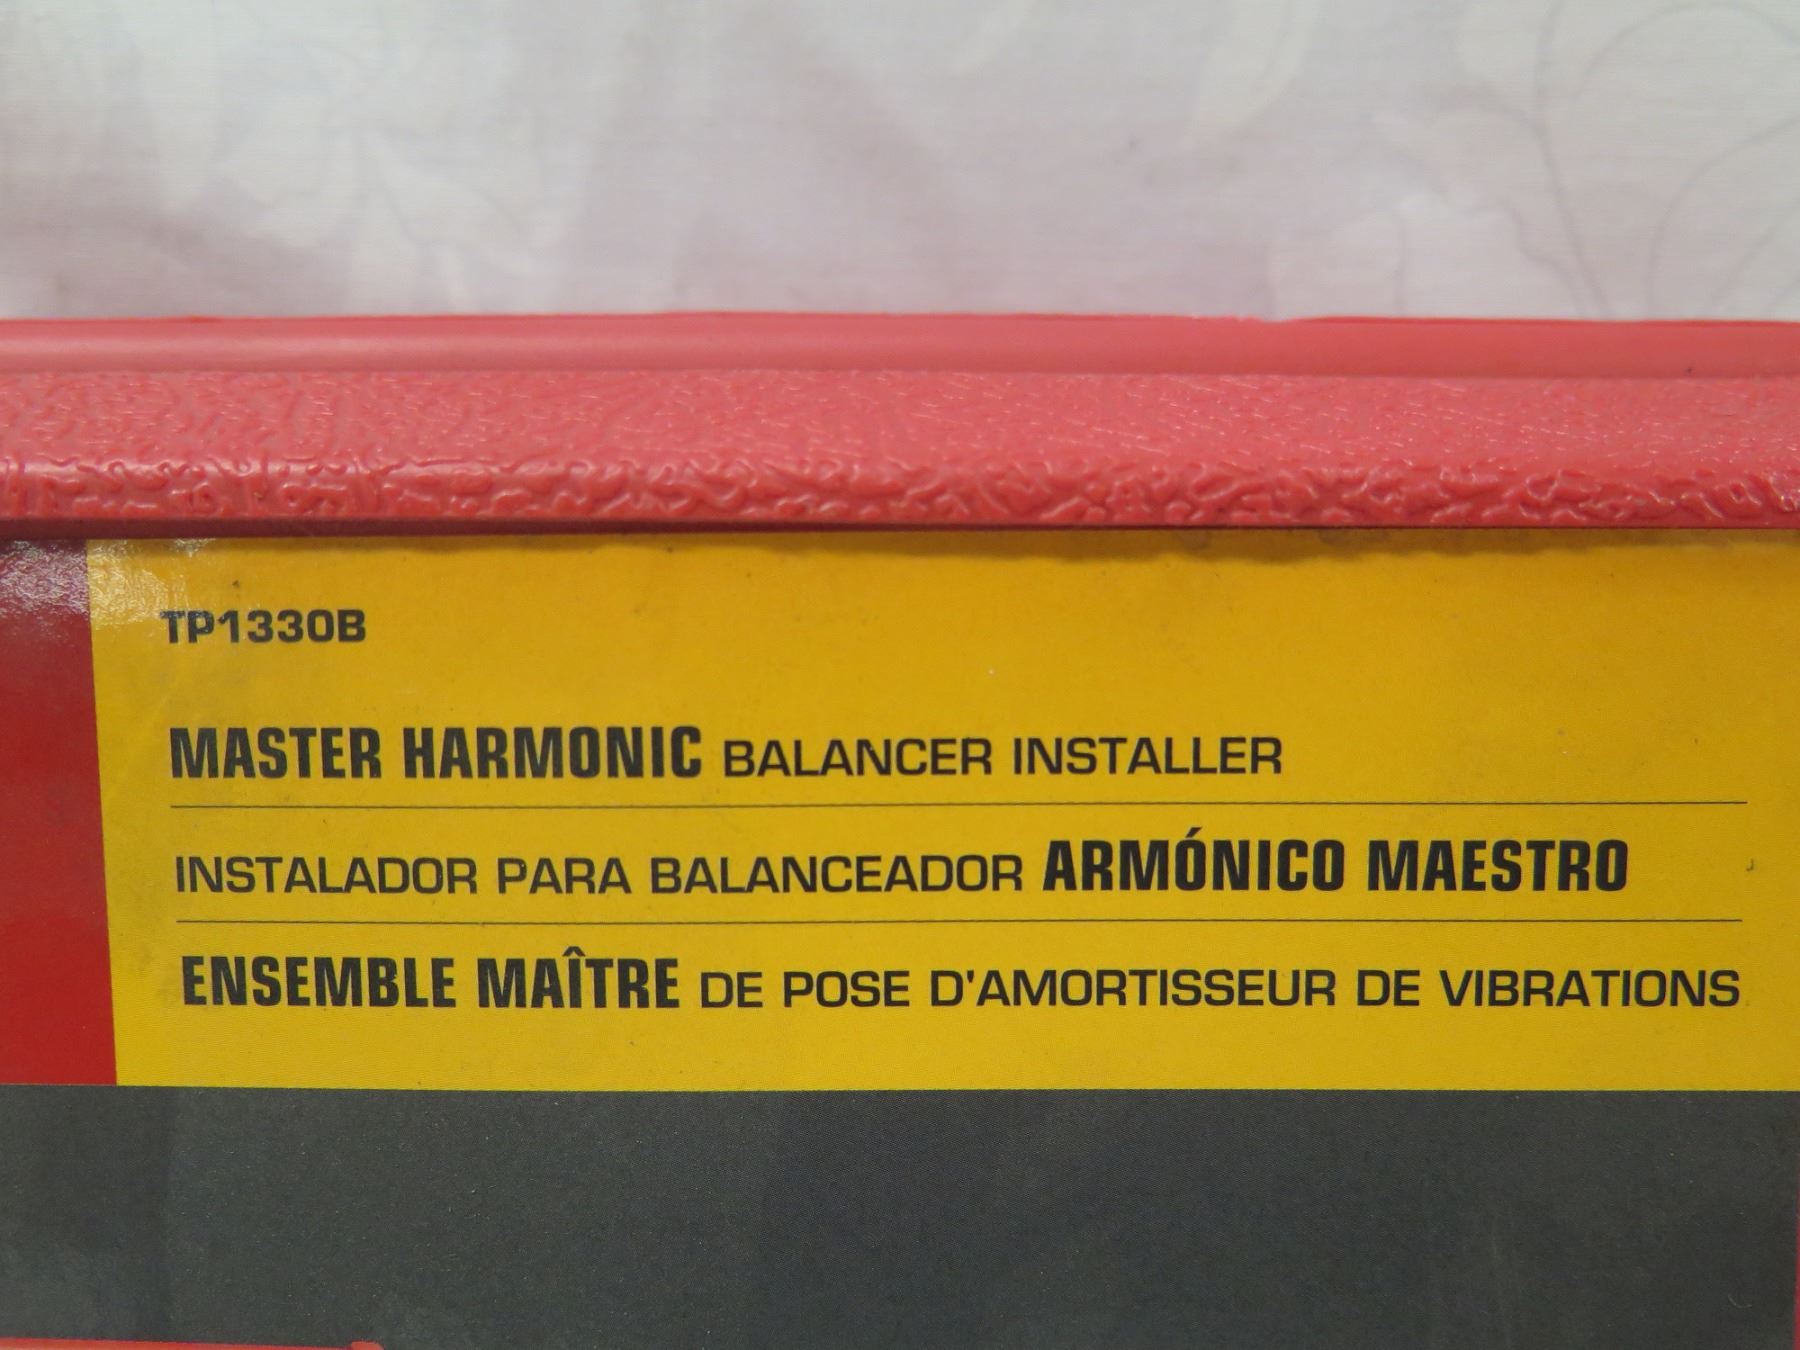 TP1330B
MASTER HARMONIC BALANCER INSTALLER
INSTALADOR PARA BALANCEADOR ARMÓNICO MAESTRO
ENSEMBLE MAÎTRE DE POSE D'AMORTISSEUR DE VIBRATIONS